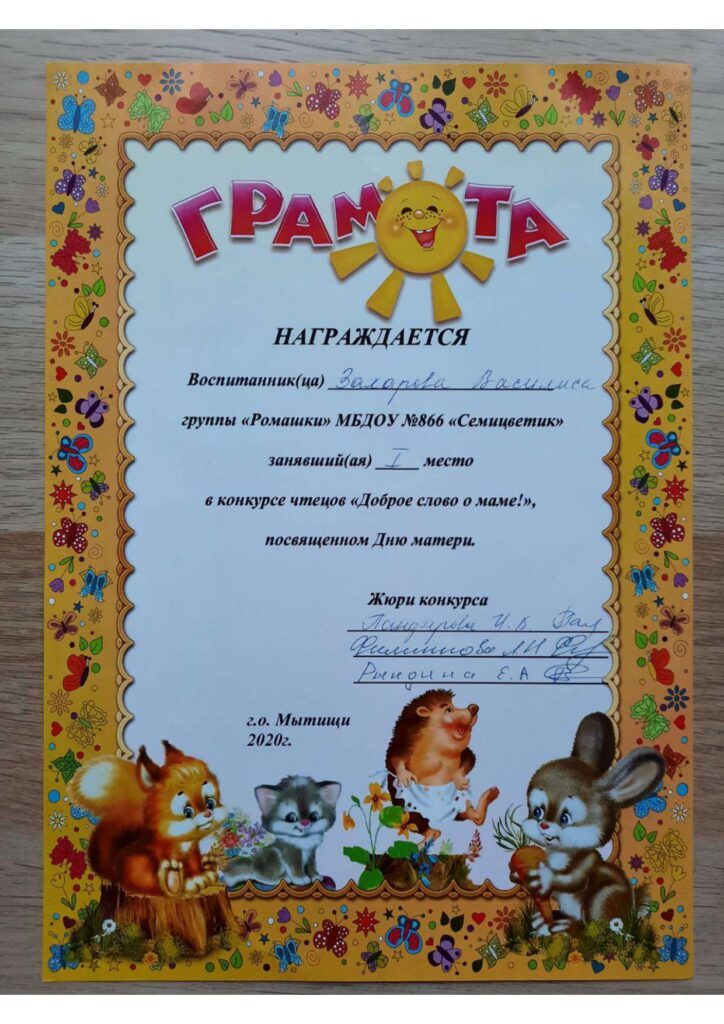 ГРАМОТА
НАГРАЖДАЕТСЯ
Воспитанник(ца) Захарова Василиса
группы «Ромашки» МБДОУ №866 «Семицветик»
занявший(ая) I место
в конкурсе чтецов «Доброе слово о маме!»,
посвященном Дню матери.
Жюри конкурса
И.В.
Филиппова
Рындина Е.А
г.о. Мытищи
2020г.